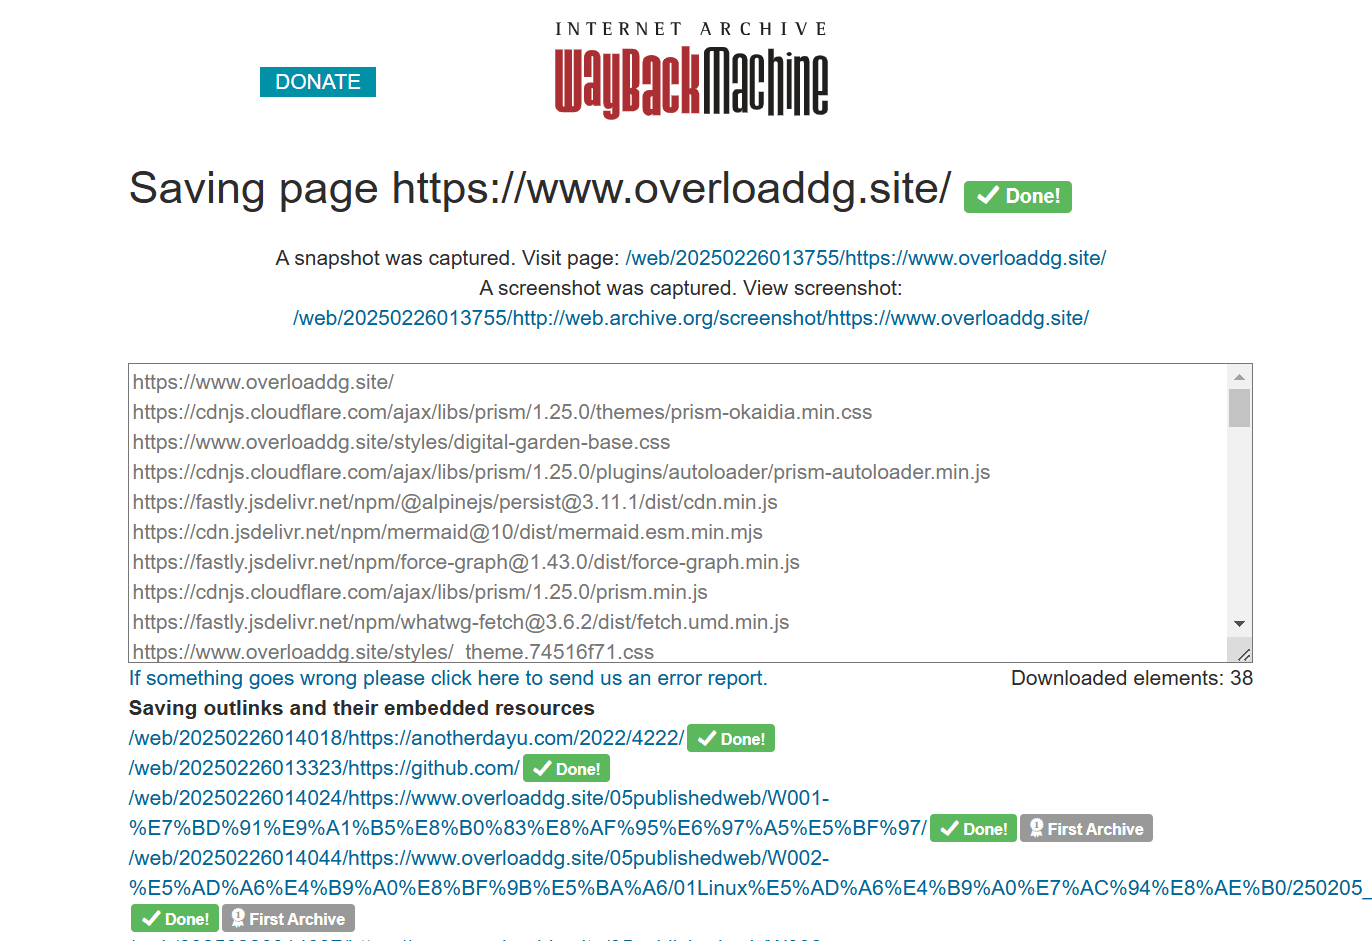 INTERNET ARCHIVE
WayBackMachine
DONATE
Saving page https://www.overloaddg.site/ Done!
A snapshot was captured. Visit page: /web/20250226013755/https://www.overloaddg.site/
A screenshot was captured. View screenshot:
/web/20250226013755/http://web.archive.org/screenshot/https://www.overloaddg.site/
https://www.overloaddg.site/
https://cdnjs.cloudflare.com/ajax/libs/prism/1.25.0/themes/prism-okaidia.min.css
https://www.overloaddg.site/styles/digital-garden-base.css
https://cdnjs.cloudflare.com/ajax/libs/prism/1.25.0/plugins/autoloader/prism-autoloader.min.js
https://fastly.jsdelivr.net/npm/@alpinejs/persist@3.11.1/dist/cdn.min.js
https://cdn.jsdelivr.net/npm/mermaid@10/dist/mermaid.esm.min.mjs
https://fastly.jsdelivr.net/npm/force-graph@1.43.0/dist/force-graph.min.js
https://cdnjs.cloudflare.com/ajax/libs/prism/1.25.0/prism.min.js
https://fastly.jsdelivr.net/npm/whatwg-fetch@3.6.2/dist/fetch.umd.min.js
https://www.overloaddg.site/styles/_theme.74516f71.css
If something goes wrong please click here to send us an error report. Downloaded elements: 38
Saving outlinks and their embedded resources
/web/20250226014018/https://anotherdayu.com/2022/4222/ Done!
/web/20250226013323/https://github.com/ Done!
/web/20250226014024/https://www.overloaddg.site/05publishedweb/W001-
%E7%BD%91%E9%A1%B5%E8%B0%83%E8%AF%95%E6%97%A5%E5%BF%97/ Done! First Archive
/web/20250226014044/https://www.overloaddg.site/05publishedweb/W002-
%E5%AD%A6%E4%B9%A0%E8%BF%9B%E5%BA%A6/01Linux%E5%AD%A6%E4%B9%A0%E7%AC%94%E8%AE%B0/250205_
Done! First Archive